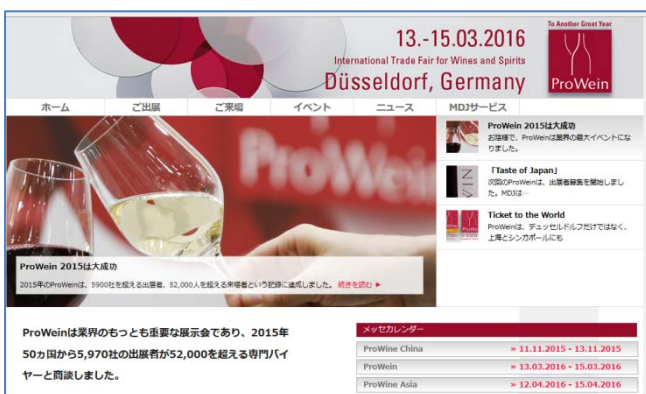 To Another Great Year
13.-15.03.2016
International Trade Fair for Wines and Spirits
Düsseldorf, Germany
ProWein
ホーム
ご出展
ご来場
イベント
ニュース
MDJサービス
ProWein
ProWein 2015は大成功
2015年のProWeinは、5900社を超える出展者、52,000人を超える来場者という記録に達成しました。 続きを読む ►
ProWein 2015は大成功
お陰様で、ProWeinは業界の最大イベントにな
りました。
「Taste of Japan」
次回のProWeinは、出展者募集を開始しまし
た。MDJは…
Ticket to the World
ProWeinは、デュッセルドルフだけではなく、
上海とシンガポールにも
ProWeinは業界のもっとも重要な展示会であり、2015年
50ヵ国から5,970社の出展者が52,000を超える専門バイ
ヤーと商談しました。
メッセカレンダー
ProWine China » 11.11.2015 - 13.11.2015
ProWein » 13.03.2016 - 15.03.2016
ProWine Asia » 12.04.2016 - 15.04.2016